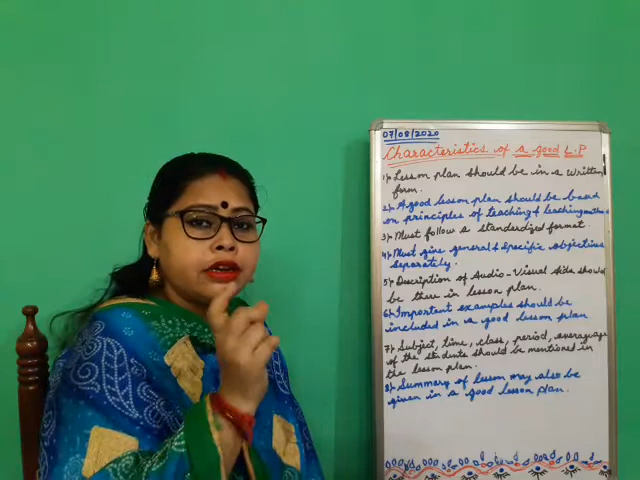 07/08/2020
Characteristics of a good L.P
1) Lesson plan should be in a written
form.
2) A good lesson plan should be based
on principles of teaching & teaching
3) Must follow a standardized format.
4) Must give general & specific objectives
separately.
5) Description of Audio-Visual Aids should
be there in lesson plan.
6) Important examples should be
included in a good lesson plan
7) Subject, time, class, period, average age
of the students should be mentioned in
the lesson plan.
8) Summary of lesson may also be
given in a good lesson plan.